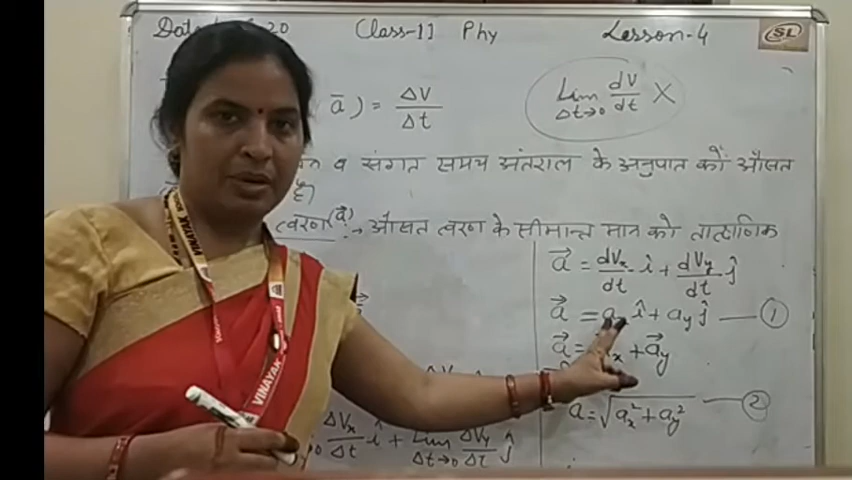 Class-11 Phy Lesson-4
SL
ā ) = ΔV/Δt
Lim Δt→0 dV/dt X
व संगत समय अंतराल के अनुपात कों औसत
है।
त्वरण (a⃗) :→ औसत त्वरण के सीमान्त मान को तात्क्षणिक
a⃗ = dVx/dt î + dVy/dt ĵ
a⃗ = î + ay ĵ —— ①
a⃗ = + a⃗y
a = √ax² + ay² —— ②
ΔVx/Δt î + Lim Δt→0 ΔVy/Δt ĵ
VINAYAK
VINAYAK